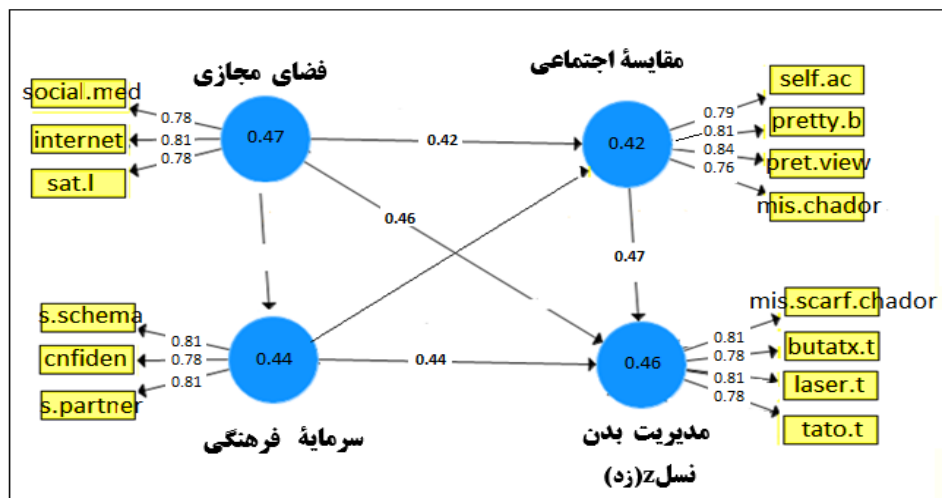 فضای مجازی
مقایسهٔ اجتماعی
social.med
internet
sat.l
0.78
0.81
0.78
0.47
0.42
0.42
0.79
0.81
0.84
0.76
self.ac
pretty.b
pret.view
mis.chador
0.46
0.47
s.schema
cnfiden
s.partner
0.81
0.78
0.81
0.44
0.44
0.46
0.81
0.78
0.81
0.78
mis.scarf.chador
butatx.t
laser.t
tato.t
سرمایهٔ فرهنگی
مدیریت بدن
نسلz(زد)